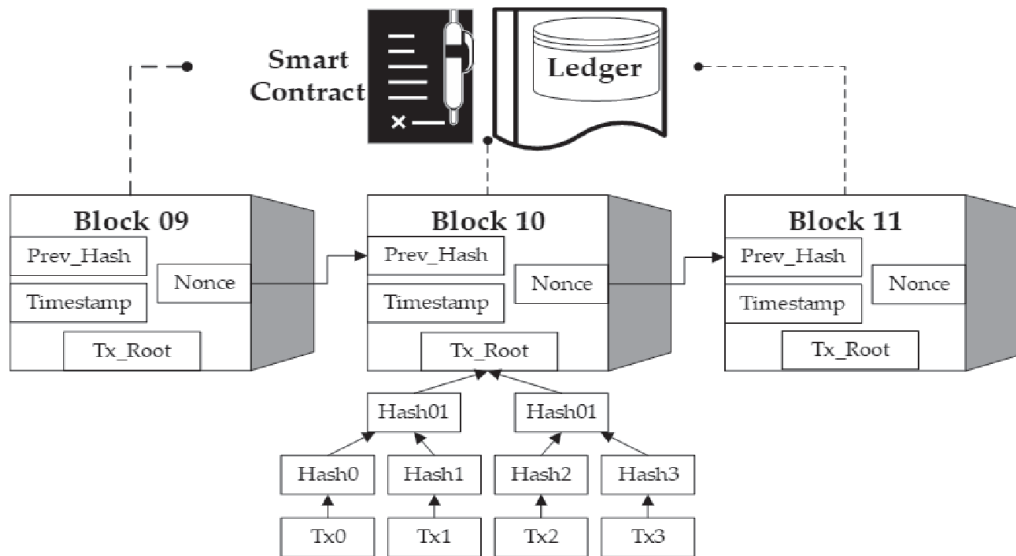 Smart
Contract
Ledger
Block 09
Prev_Hash
Nonce
Timestamp
Tx_Root
Block 10
Prev_Hash
Nonce
Timestamp
Tx_Root
Block 11
Prev_Hash
Nonce
Timestamp
Tx_Root
Hash01
Hash01
Hash0
Hash1
Hash2
Hash3
Tx0
Tx1
Tx2
Tx3